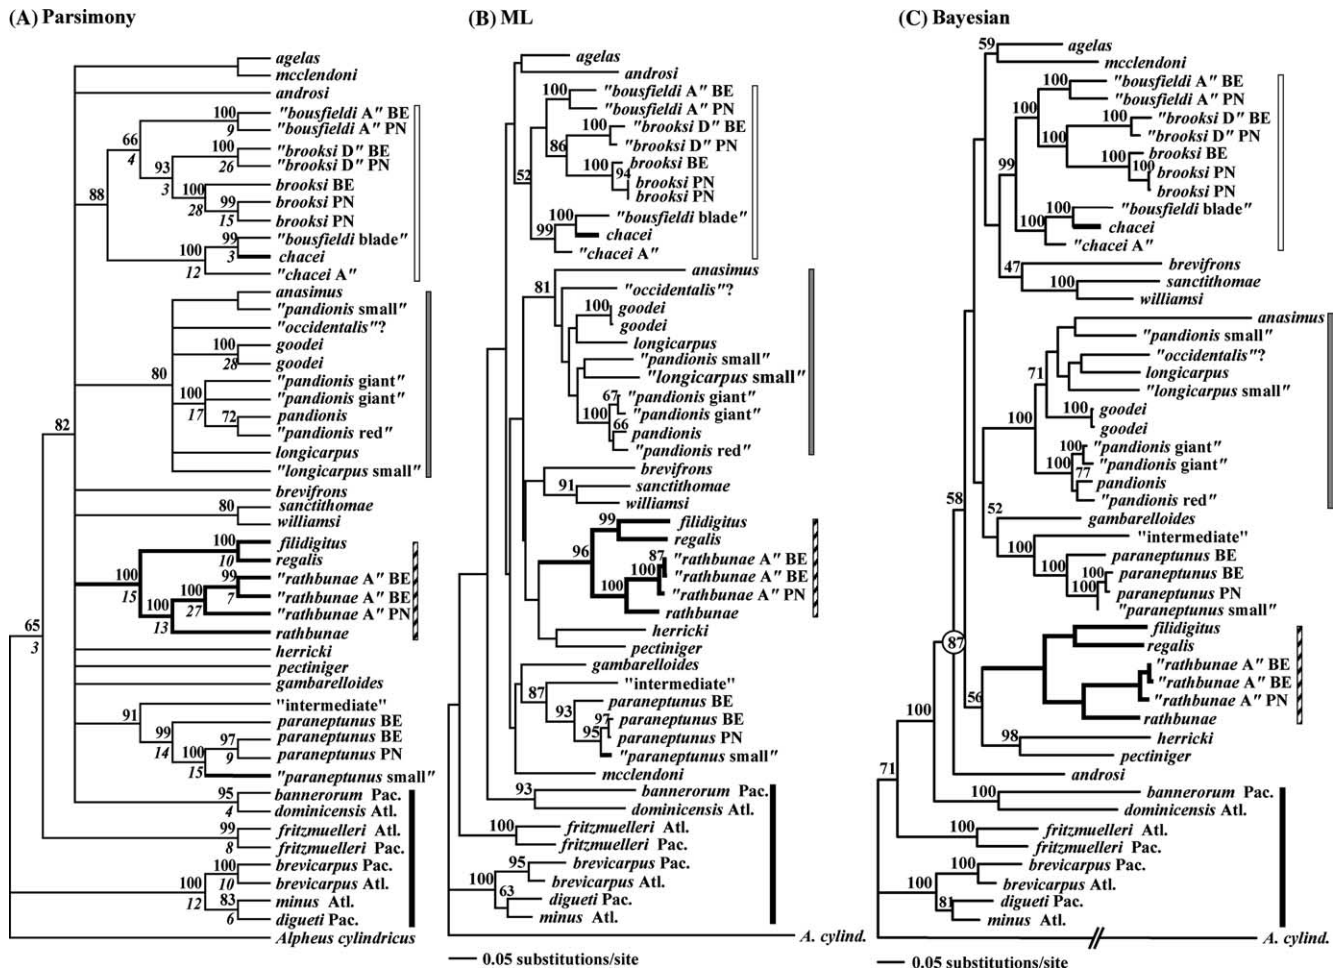 (A) Parsimony
agelas
mcclendoni
androsi
100
"bousfieldi A" BE
9
"bousfieldi A" PN
66
4
100
"brooksi D" BE
26
"brooksi D" PN
93
3
brooksi BE
100
28
99
brooksi PN
15
brooksi PN
88
99
"bousfieldi blade"
3
chacei
100
12
"chacei A"
anasimus
"pandionis small"
"occidentalis"?
100
goodei
28
goodei
80
"pandionis giant"
100
17
"pandionis giant"
72
pandionis
"pandionis red"
longicarpus
"longicarpus small"
82
brevifrons
80
sanctithomae
williamsi
100
filidigitus
10
regalis
100
15
99
"rathbunae A" BE
7
"rathbunae A" BE
100
27
"rathbunae A" PN
100
13
rathbunae
65
3
herricki
pectiniger
gambarelloides
91
"intermediate"
99
14
paraneptunus BE
97
paraneptunus BE
9
paraneptunus PN
100
15
"paraneptunus small"
95
bannerorum Pac.
4
dominicensis Atl.
99
fritzmuelleri Atl.
8
fritzmuelleri Pac.
100
brevicarpus Pac.
10
brevicarpus Atl.
100
12
83
minus Atl.
6
digueti Pac.
Alpheus cylindricus
(B) ML
agelas
androsi
100
"bousfieldi A" BE
"bousfieldi A" PN
100
"brooksi D" BE
"brooksi D" PN
86
100
brooksi BE
94
brooksi PN
brooksi PN
52
100
"bousfieldi blade"
chacei
99
"chacei A"
anasimus
81
"occidentalis"?
100
goodei
goodei
longicarpus
"pandionis small"
"longicarpus small"
67
"pandionis giant"
100
"pandionis giant"
66
pandionis
"pandionis red"
brevifrons
91
sanctithomae
williamsi
99
filidigitus
regalis
96
87
"rathbunae A" BE
100
"rathbunae A" BE
100
"rathbunae A" PN
rathbunae
herricki
pectiniger
gambarelloides
87
"intermediate"
93
paraneptunus BE
97
paraneptunus BE
95
paraneptunus PN
"paraneptunus small"
mcclendoni
93
bannerorum Pac.
dominicensis Atl.
100
fritzmuelleri Atl.
fritzmuelleri Pac.
95
brevicarpus Pac.
100
brevicarpus Atl.
63
digueti Pac.
minus Atl.
A. cylind.
0.05 substitutions/site
(C) Bayesian
59
agelas
mcclendoni
100
"bousfieldi A" BE
"bousfieldi A" PN
100
100
"brooksi D" BE
"brooksi D" PN
100
100
brooksi BE
100
brooksi PN
brooksi PN
99
100
"bousfieldi blade"
chacei
100
"chacei A"
47
brevifrons
100
sanctithomae
williamsi
anasimus
"pandionis small"
"occidentalis"?
71
longicarpus
"longicarpus small"
100
goodei
goodei
100
100
"pandionis giant"
100
"pandionis giant"
77
pandionis
"pandionis red"
58
52
gambarelloides
100
"intermediate"
100
paraneptunus BE
100
paraneptunus BE
100
paraneptunus PN
"paraneptunus small"
87
filidigitus
regalis
"rathbunae A" BE
"rathbunae A" BE
56
"rathbunae A" PN
rathbunae
98
herricki
pectiniger
100
androsi
71
100
bannerorum Pac.
dominicensis Atl.
100
fritzmuelleri Atl.
fritzmuelleri Pac.
100
brevicarpus Pac.
100
brevicarpus Atl.
81
digueti Pac.
minus Atl.
A. cylind.
0.05 substitutions/site